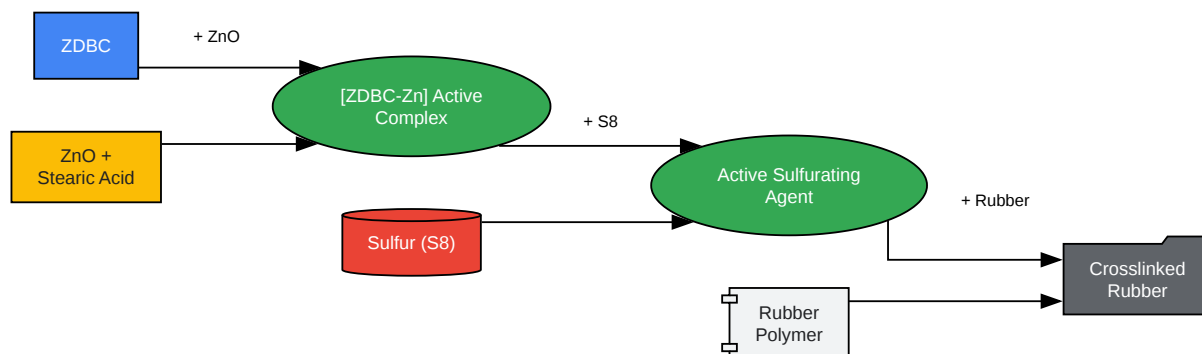 ZDBC
+ ZnO
[ZDBC-Zn] Active
Complex
ZnO +
Stearic Acid
+ S8
Active Sulfurating
Agent
Sulfur (S8)
+ Rubber
Crosslinked
Rubber
Rubber
Polymer